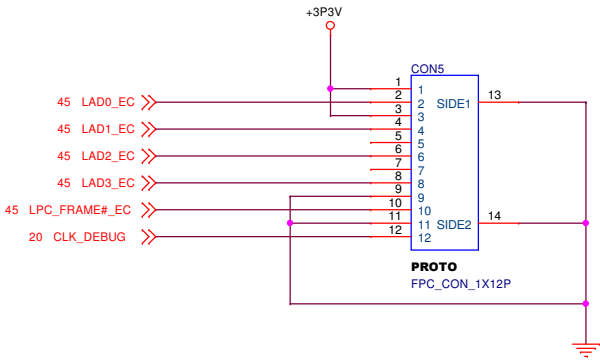 +3P3V
CON5
1 1
45 LAD0_EC 2 2 SIDE1 13
3 3
45 LAD1_EC 4 4
5 5
45 LAD2_EC 6 6
7 7
45 LAD3_EC 8 8
9 9
45 LPC_FRAME#_EC 10 10
11 11 SIDE2 14
20 CLK_DEBUG 12 12
PROTO
FPC_CON_1X12P